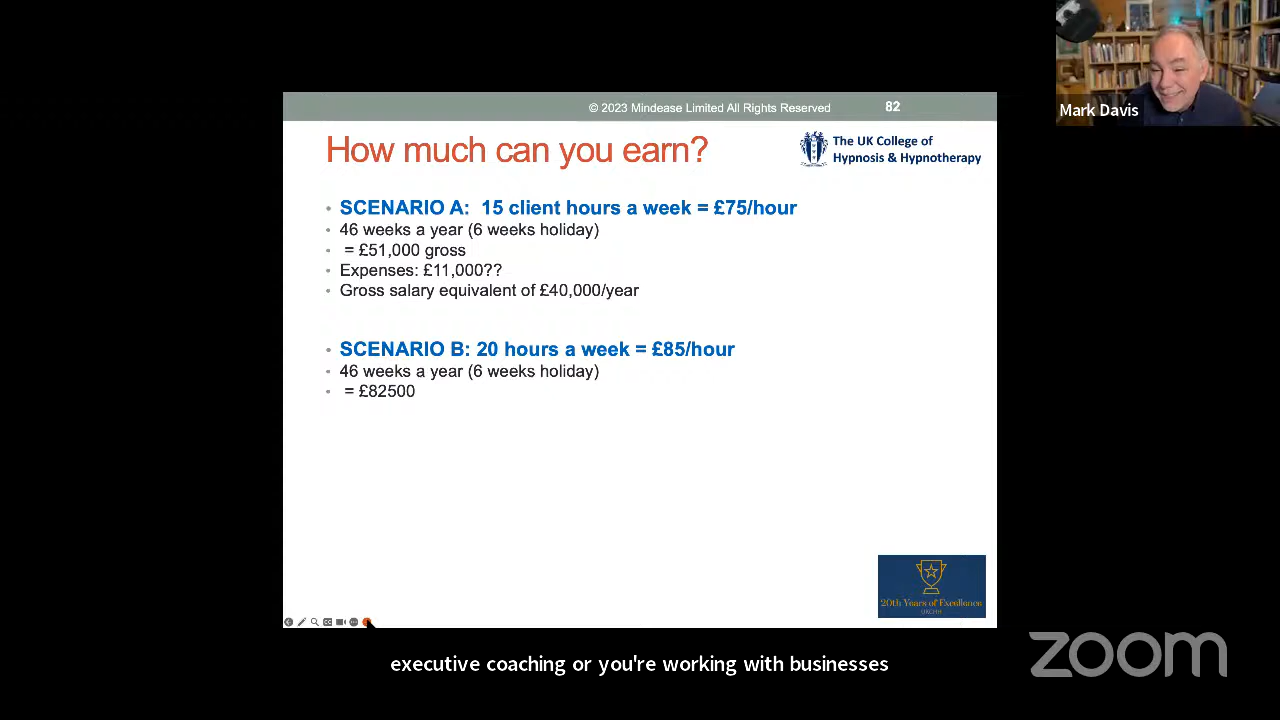 © 2023 Mindease Limited All Rights Reserved 82
Mark Davis
How much can you earn?
The UK College of
Hypnosis & Hypnotherapy
SCENARIO A: 15 client hours a week = £75/hour
46 weeks a year (6 weeks holiday)
= £51,000 gross
Expenses: £11,000??
Gross salary equivalent of £40,000/year
SCENARIO B: 20 hours a week = £85/hour
46 weeks a year (6 weeks holiday)
= £82500
20th Years of Excellence
executive coaching or you're working with businesses
zoom